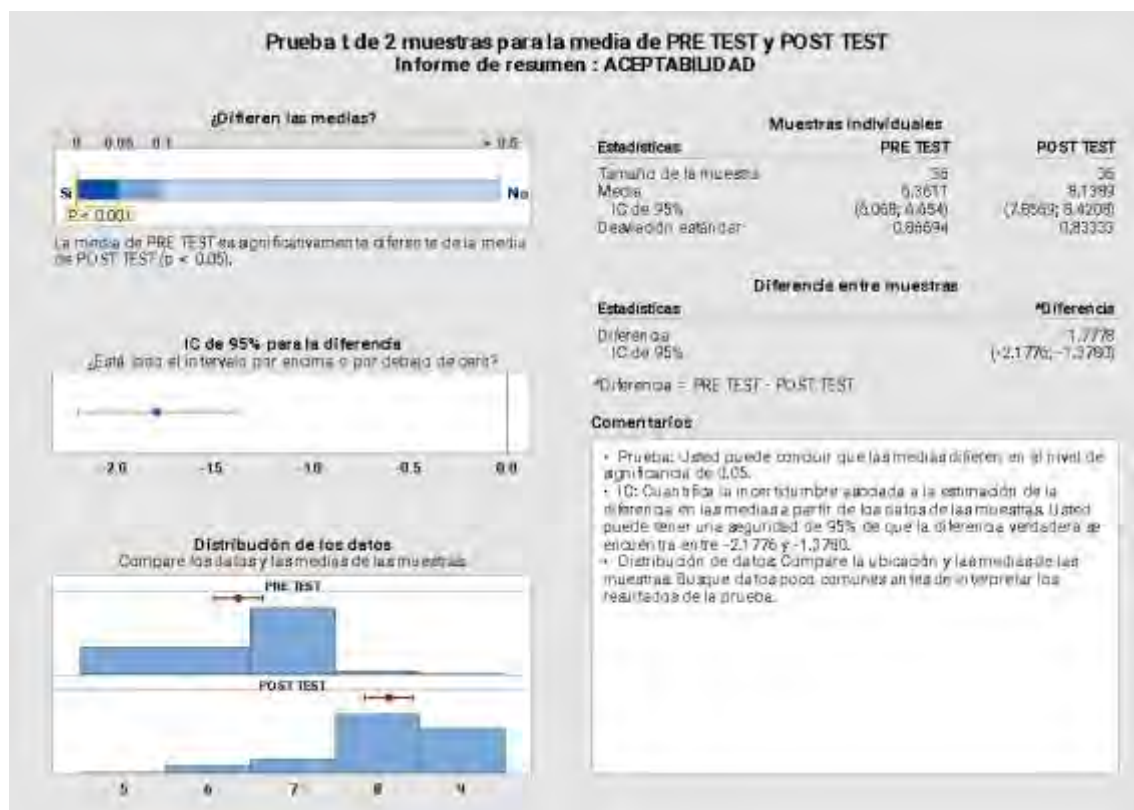 Prueba t de 2 muestras para la media de PRE TEST y POST TEST
Informe de resumen : ACEPTABILIDAD
¿Difieren las medias?
0 0.05 0.1 > 0.5
Sí No
P < 0.001
La media de PRE TEST es significativamente diferente de la media
de POST TEST (p < 0.05).
IC de 95% para la diferencia
¿Está todo el intervalo por encima o por debajo de cero?
-2.0 -1.5 -1.0 -0.5 0.0
Distribución de los datos
Compare los datos y las medias de las muestras.
PRE TEST
POST TEST
5 6 7 8 9
Muestras individuales
Estadísticas PRE TEST POST TEST
Tamaño de la muestra 36 36
Media 6,3611 8,1389
IC de 95% (6,068; 6,654) (7,8569; 8,4208)
Desviación estándar 0,83333
Diferencia entre muestras
Estadísticas *Diferencia
Diferencia -1,7778
IC de 95% (-2.1776; -1.3780)
*Diferencia = PRE TEST - POST TEST
Comentarios
• Prueba: Usted puede concluir que las medias difieren en el nivel de
significancia de 0.05.
• IC: Cuantifica la incertidumbre asociada a la estimación de la
diferencia en las medias a partir de los datos de las muestras. Usted
puede tener una seguridad de 95% de que la diferencia verdadera se
encuentra entre -2.1776 y -1.3780.
• Distribución de datos: Compare la ubicación y las medias de las
muestras. Busque datos poco comunes antes de interpretar los
resultados de la prueba.